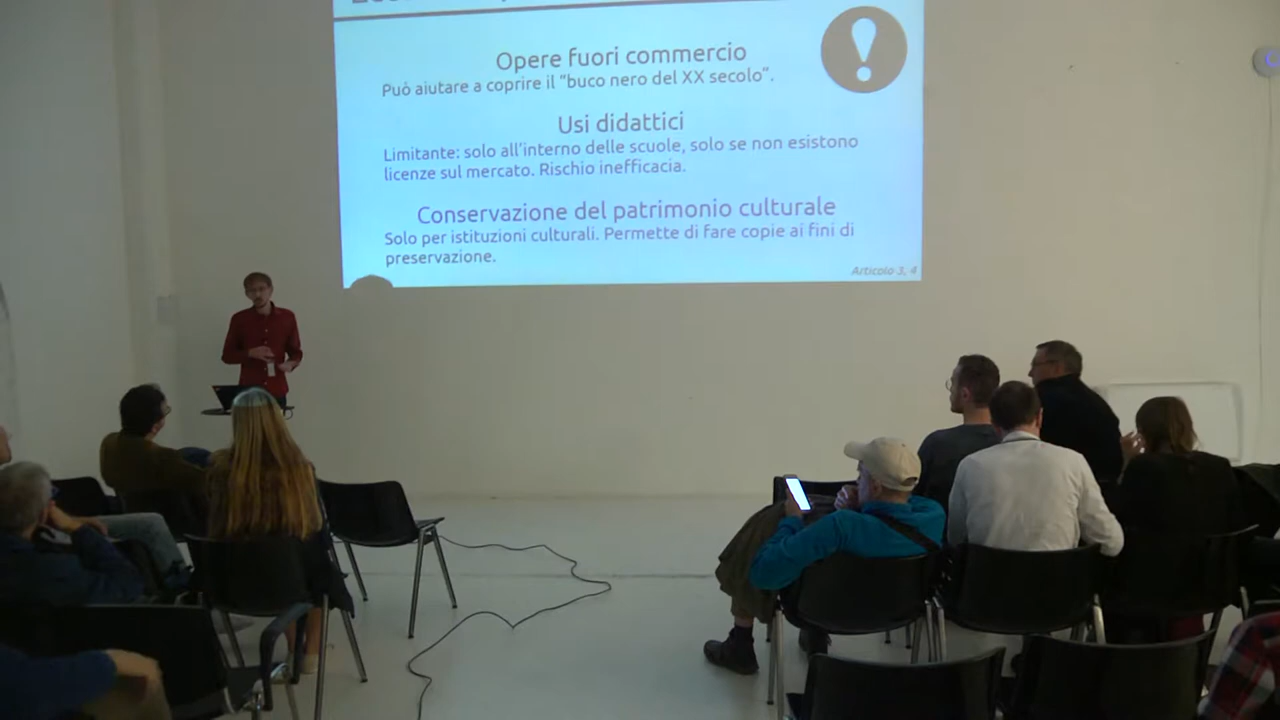 Opere fuori commercio
Può aiutare a coprire il “buco nero del XX secolo”.
Usi didattici
Limitante: solo all'interno delle scuole, solo se non esistono
licenze sul mercato. Rischio inefficacia.
Conservazione del patrimonio culturale
Solo per istituzioni culturali. Permette di fare copie ai fini di
preservazione.
Articolo 3, 4